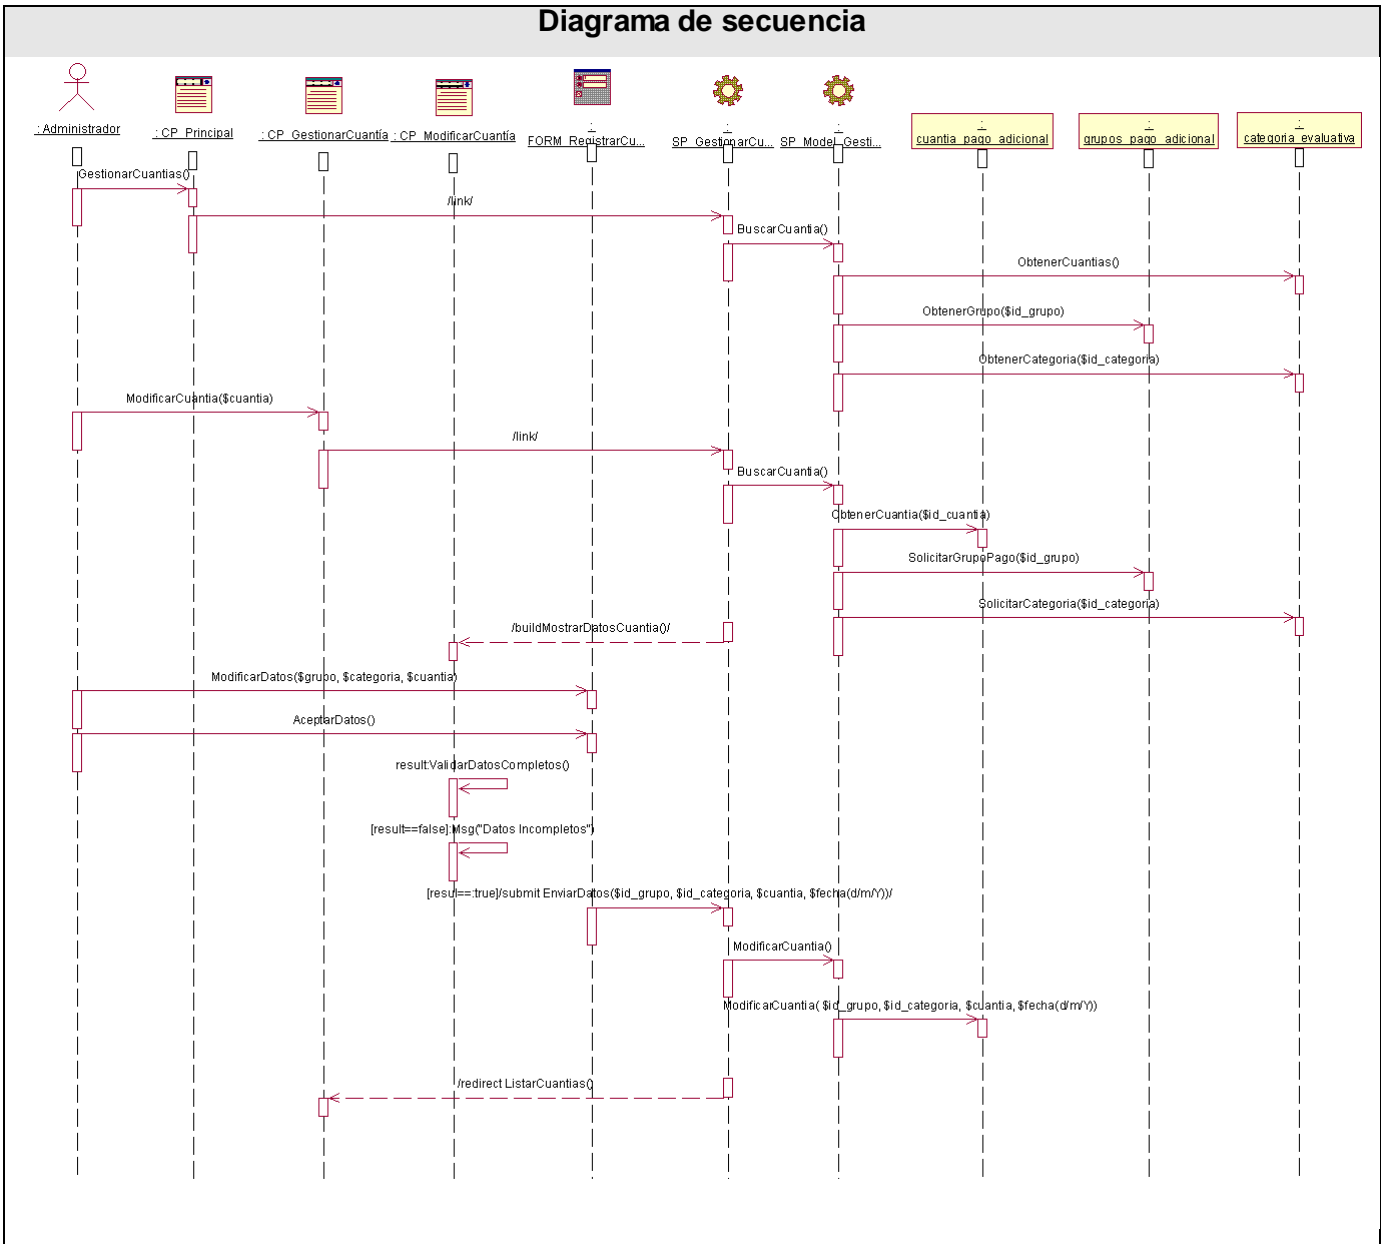 Diagrama de secuencia
: Administrador
: CP_Principal
: CP_GestionarCuantía
: CP_ModificarCuantía
:
FORM_RegistrarCu...
:
SP_GestionarCu...
:
SP_Model_Gesti...
:
cuantia_pago_adicional
:
grupos_pago_adicional
:
categoria_evaluativa
GestionarCuantias()
/link/
BuscarCuantia()
ObtenerCuantias()
ObtenerGrupo($id_grupo)
ObtenerCategoria($id_categoria)
ModificarCuantia($cuantia)
/link/
BuscarCuantia()
ObtenerCuantia($id_cuantia)
SolicitarGrupoPago($id_grupo)
SolicitarCategoria($id_categoria)
/buildMostrarDatosCuantia()/
ModificarDatos($grupo, $categoria, $cuantia)
AceptarDatos()
result:ValidarDatosCompletos()
[result==false]:Msg("Datos Incompletos")
[resul==:true]/submit EnviarDatos($id_grupo, $id_categoria, $cuantia, $fecha(d/m/Y))/
ModificarCuantia()
ModificarCuantia( $id_grupo, $id_categoria, $cuantia, $fecha(d/m/Y))
/redirect ListarCuantias()